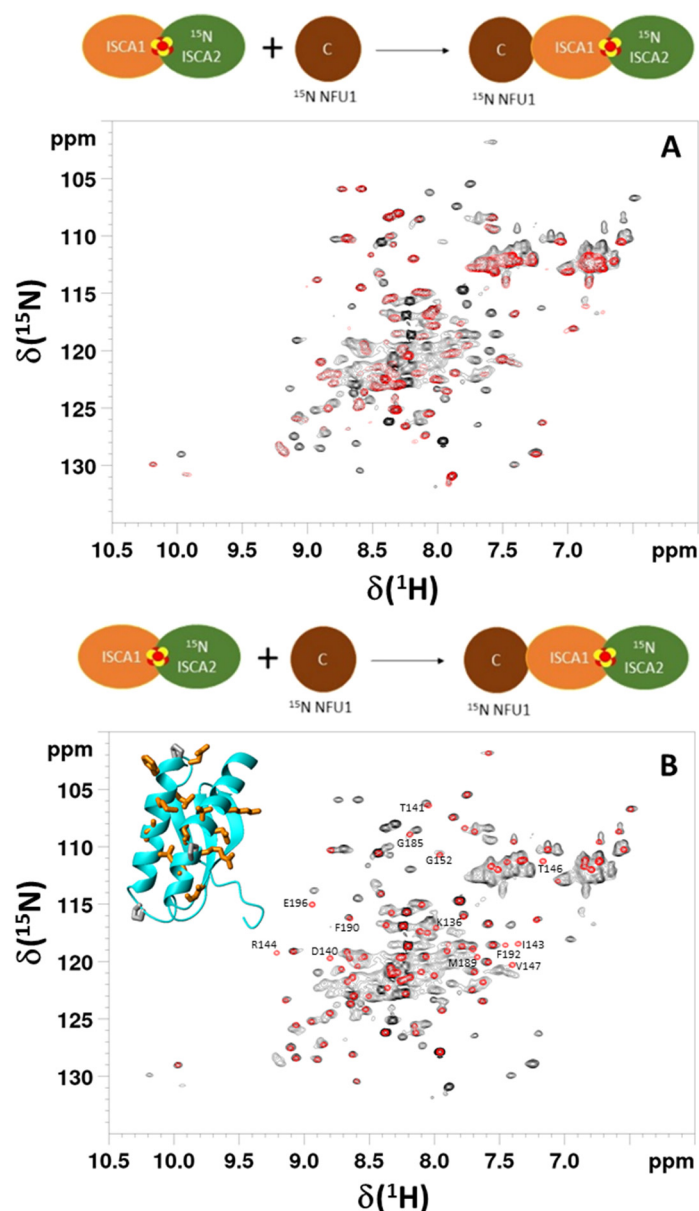 ISCA1
¹⁵N
ISCA2
+
C
¹⁵N NFU1
C
ISCA1
¹⁵N
ISCA2
¹⁵N NFU1
ppm
A
105
110
115
120
125
130
δ(¹⁵N)
10.5 10.0 9.5 9.0 8.5 8.0 7.5 7.0 ppm
δ(¹H)
ISCA1
¹⁵N
ISCA2
+
C
¹⁵N NFU1
C
ISCA1
¹⁵N
ISCA2
¹⁵N NFU1
ppm
B
105
110
115
120
125
130
δ(¹⁵N)
T141
G185
G152
T146
E196
F190
K136
R144
D140
M189
F192
I143
V147
10.5 10.0 9.5 9.0 8.5 8.0 7.5 7.0 ppm
δ(¹H)